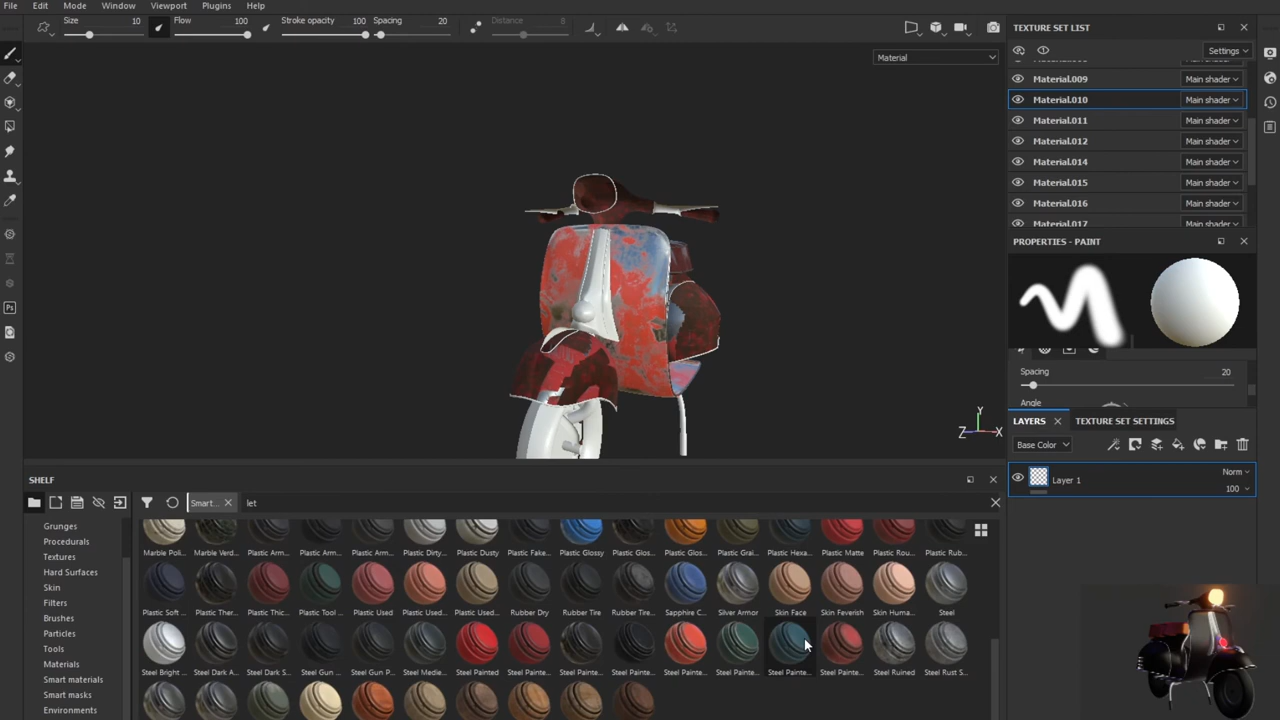 File Edit Mode Window Viewport Plugins Help
Size 10 Flow 100 Stroke opacity 100 Spacing 20 Distance 8
Material
TEXTURE SET LIST
Settings
Material.009 Main shader
Material.010 Main shader
Material.011 Main shader
Material.012 Main shader
Material.014 Main shader
Material.015 Main shader
Material.016 Main shader
Material.017 Main shader
PROPERTIES - PAINT
Spacing 20
Angle
Y
Z X
LAYERS TEXTURE SET SETTINGS
Base Color
Layer 1 Norm
100
SHELF
Smart... let
Grunges
Procedurals
Textures
Hard Surfaces
Skin
Filters
Brushes
Particles
Tools
Materials
Smart materials
Smart masks
Environments
Marble Poli... Marble Verd... Plastic Arm... Plastic Arm... Plastic Arm... Plastic Dirty... Plastic Dusty Plastic Fake... Plastic Glossy Plastic Glos... Plastic Glos... Plastic Grai... Plastic Hexa... Plastic Matte Plastic Rou... Plastic Rub...
Plastic Soft ... Plastic Ther... Plastic Thic... Plastic Tool ... Plastic Used Plastic Used... Plastic Used... Rubber Dry Rubber Tire Rubber Tire... Sapphire C... Silver Armor Skin Face Skin Feverish Skin Huma... Steel
Steel Bright ... Steel Dark A... Steel Dark S... Steel Gun ... Steel Gun P... Steel Medie... Steel Painted Steel Painte... Steel Painte... Steel Painte... Steel Painte... Steel Painte... Steel Painte... Steel Painte... Steel Ruined Steel Rust S...
Ps